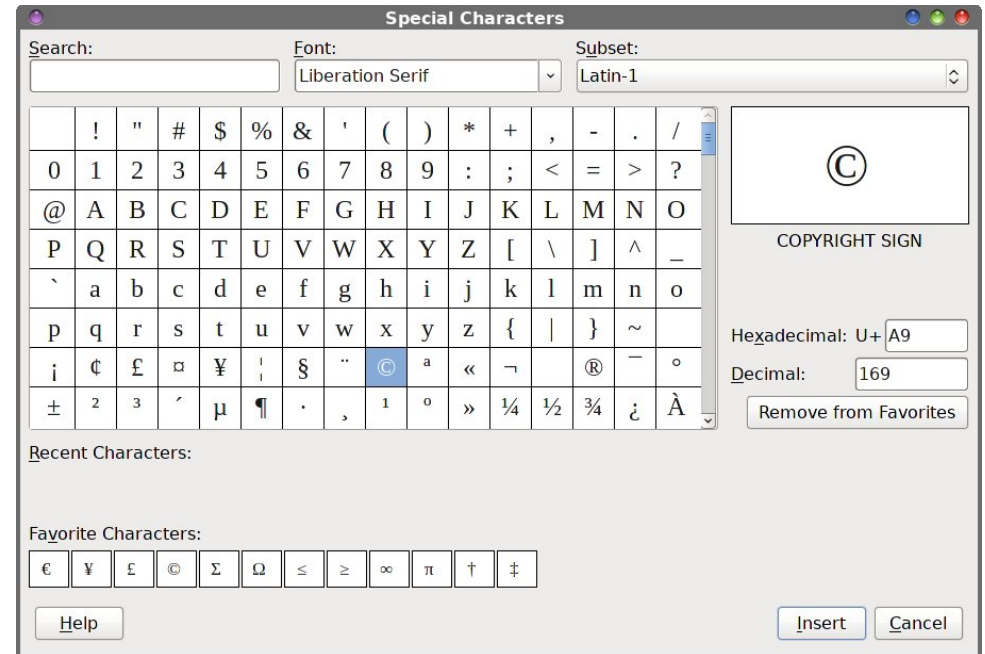 Special Characters
Search: Font: Subset:
Liberation Serif Latin-1
! " # $ % & ' ( ) * + , - . /
0 1 2 3 4 5 6 7 8 9 : ; < = > ?
@ A B C D E F G H I J K L M N O
P Q R S T U V W X Y Z [ \ ] ^ _
` a b c d e f g h i j k l m n o
p q r s t u v w x y z { | } ~
¡ ¢ £ ¤ ¥ ¦ § ¨ © ª « ¬ ® ¯ °
± ² ³ ´ µ ¶ · ¸ ¹ º » ¼ ½ ¾ ¿ À
©
COPYRIGHT SIGN
Hexadecimal: U+ A9
Decimal: 169
Remove from Favorites
Recent Characters:
Favorite Characters:
€ ¥ £ © Σ Ω ≤ ≥ ∞ π † ‡
Help Insert Cancel